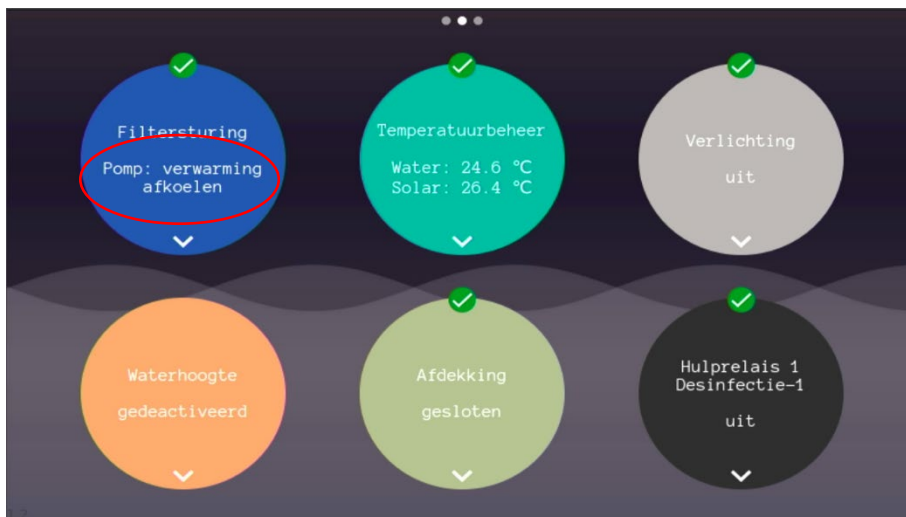 Filtersturing
Pomp: verwarming
afkoelen
Temperatuurbeheer
Water: 24.6 °C
Solar: 26.4 °C
Verlichting
uit
Waterhoogte
gedeactiveerd
Afdekking
gesloten
Hulprelais 1
Desinfectie-1
uit